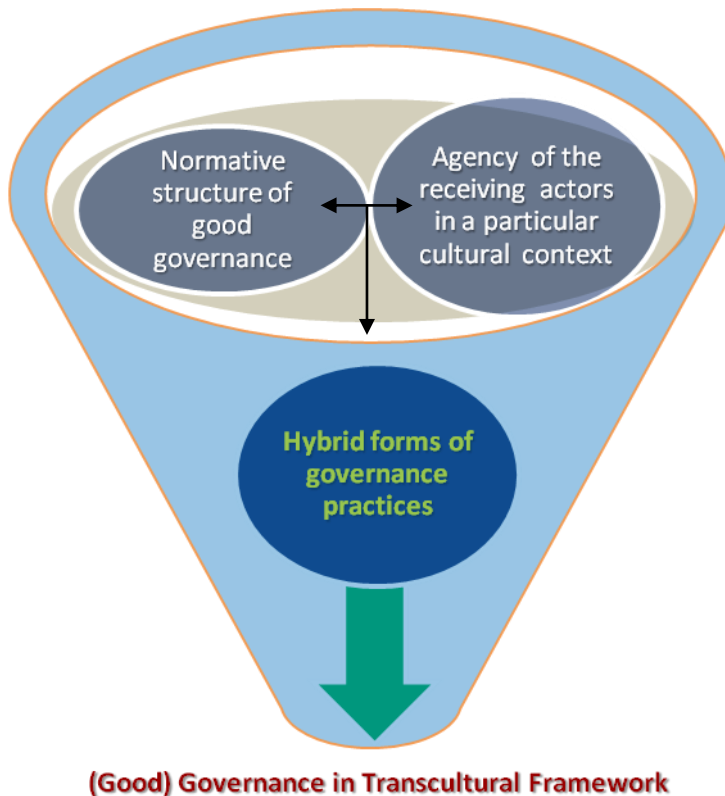 Normative
structure of
good
governance
Agency of the
receiving actors
in a particular
cultural context
Hybrid forms of
governance
practices
(Good) Governance in Transcultural Framework